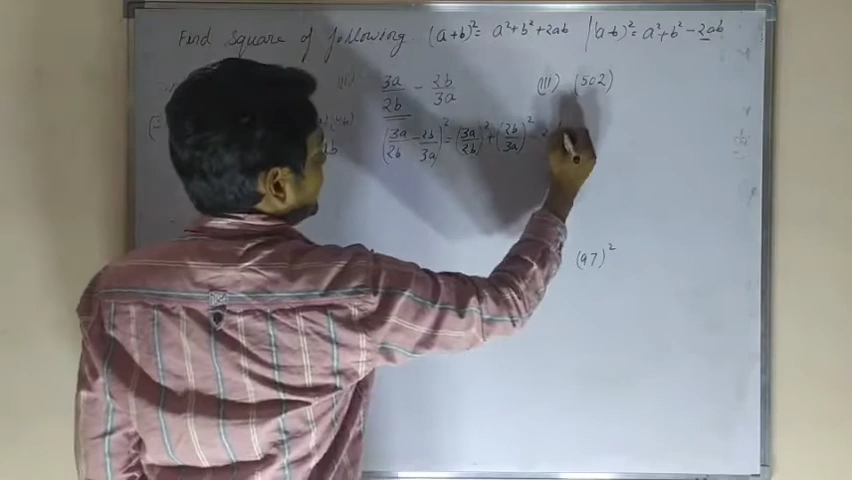 Find Square of following. (a+b)² = a²+b²+2ab | (a-b)² = a²+b²-2ab
3a/2b - 2b/3a (III) (502)
(3a/2b - 2b/3a)² = (3a/2b)² + (2b/3a)² - 2
(97)²